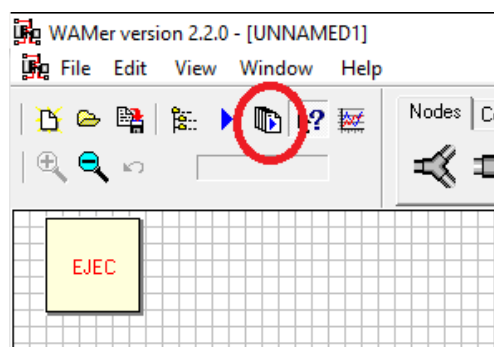 WAMer version 2.2.0 - [UNNAMED1]
File Edit View Window Help
Nodes
EJEC